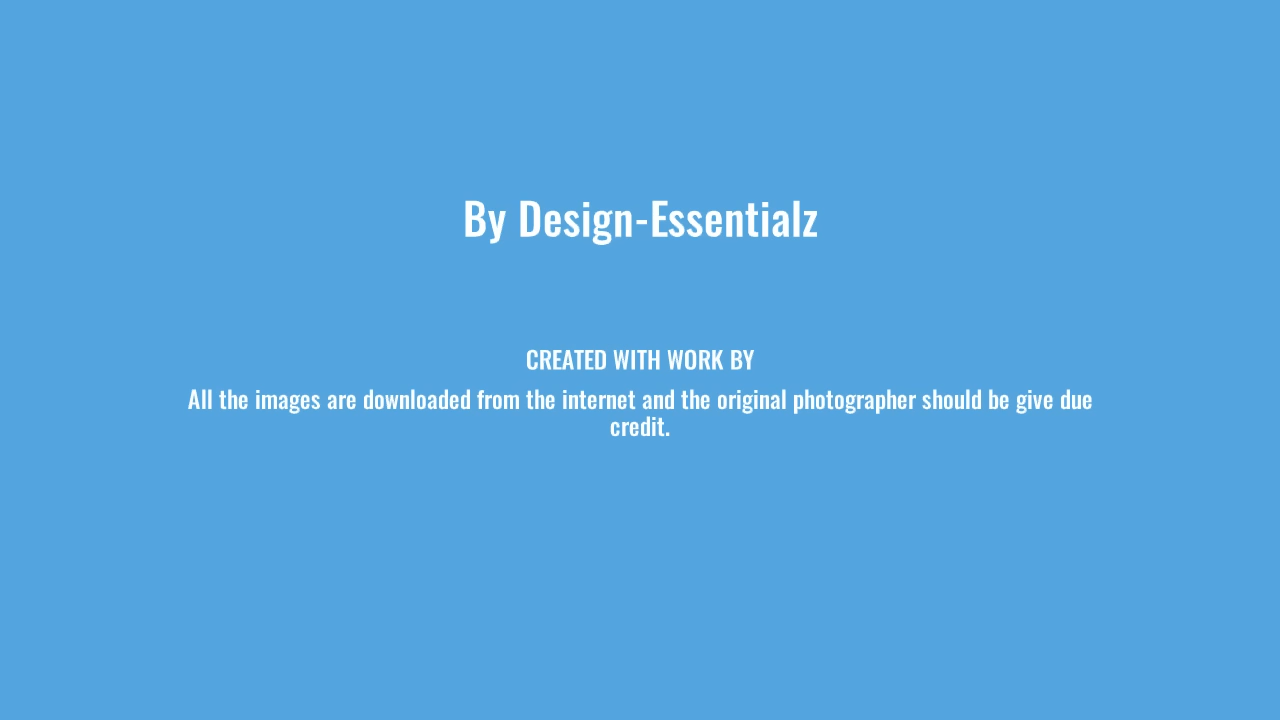 By Design-Essentialz
CREATED WITH WORK BY
All the images are downloaded from the internet and the original photographer should be give due
credit.